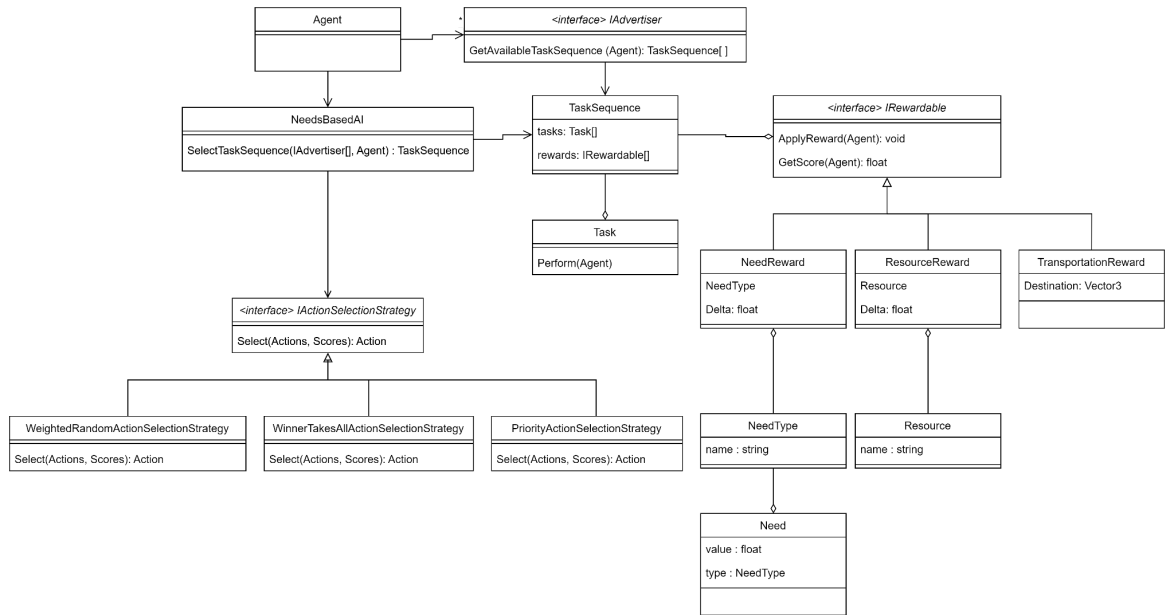 Agent
*
<interface> IAdvertiser
GetAvailableTaskSequence (Agent): TaskSequence[ ]
NeedsBasedAI
SelectTaskSequence(IAdvertiser[], Agent) : TaskSequence
TaskSequence
tasks: Task[]
rewards: IRewardable[]
<interface> IRewardable
ApplyReward(Agent): void
GetScore(Agent): float
Task
Perform(Agent)
NeedReward
NeedType
Delta: float
ResourceReward
Resource
Delta: float
TransportationReward
Destination: Vector3
<interface> IActionSelectionStrategy
Select(Actions, Scores): Action
WeightedRandomActionSelectionStrategy
Select(Actions, Scores): Action
WinnerTakesAllActionSelectionStrategy
Select(Actions, Scores): Action
PriorityActionSelectionStrategy
Select(Actions, Scores): Action
NeedType
name : string
Resource
name : string
Need
value : float
type : NeedType